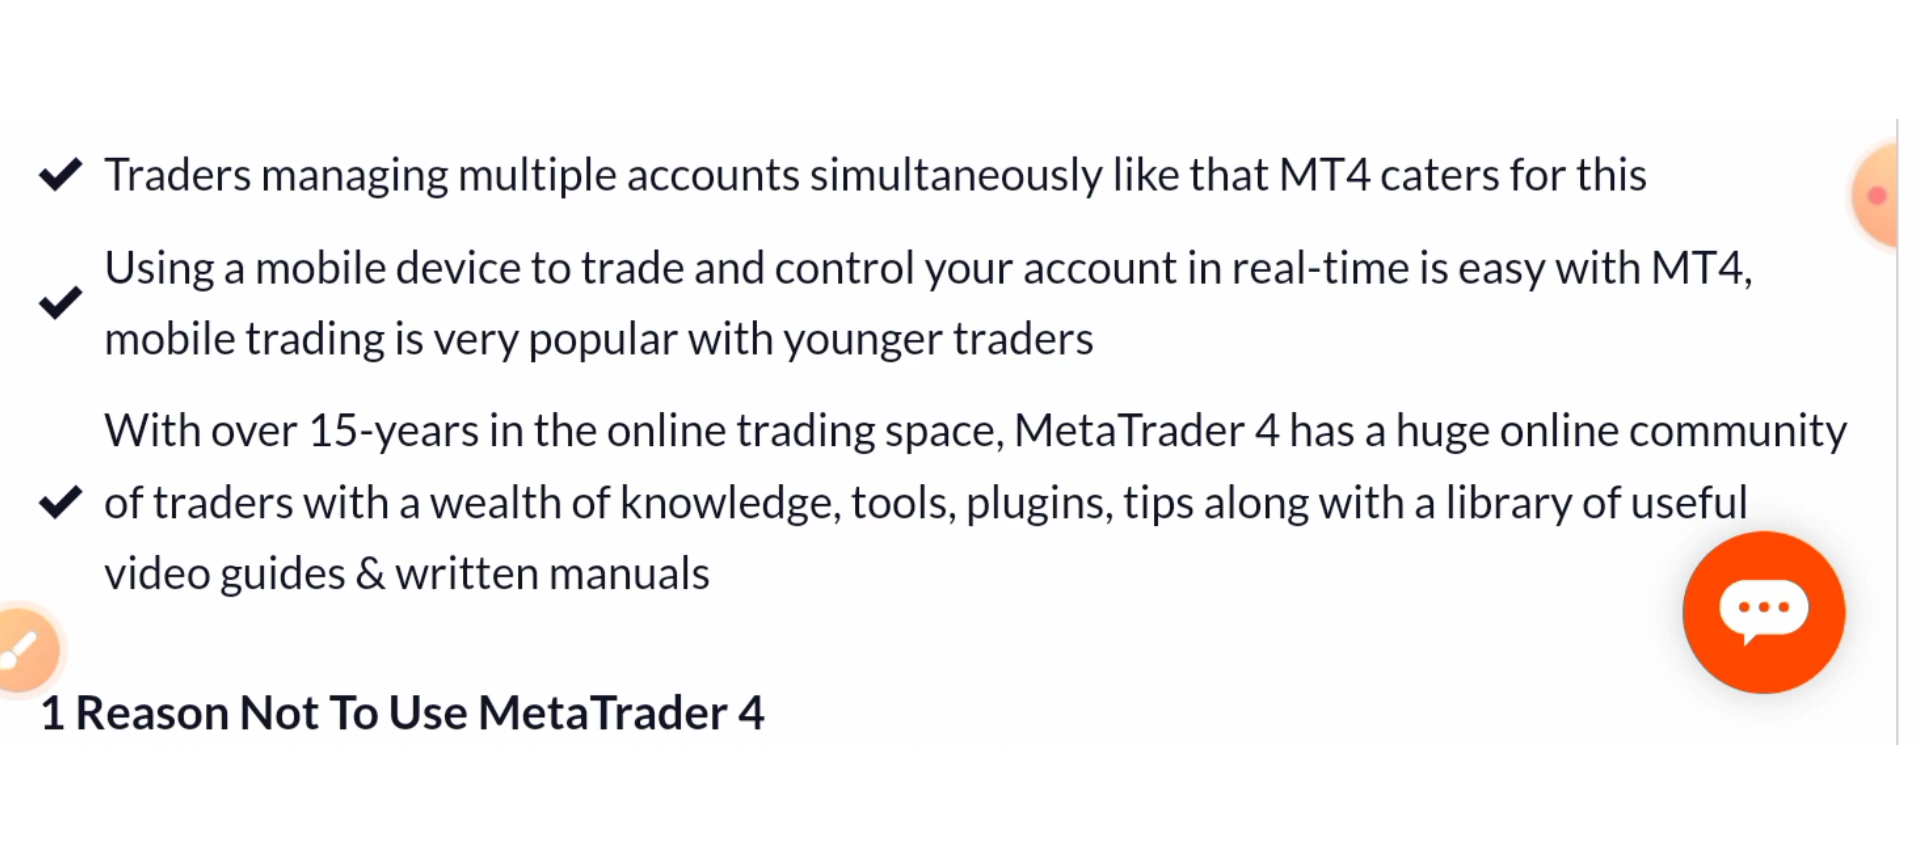 Traders managing multiple accounts simultaneously like that MT4 caters for this
Using a mobile device to trade and control your account in real-time is easy with MT4,
mobile trading is very popular with younger traders
With over 15-years in the online trading space, MetaTrader 4 has a huge online community
of traders with a wealth of knowledge, tools, plugins, tips along with a library of useful
video guides & written manuals
1 Reason Not To Use MetaTrader 4